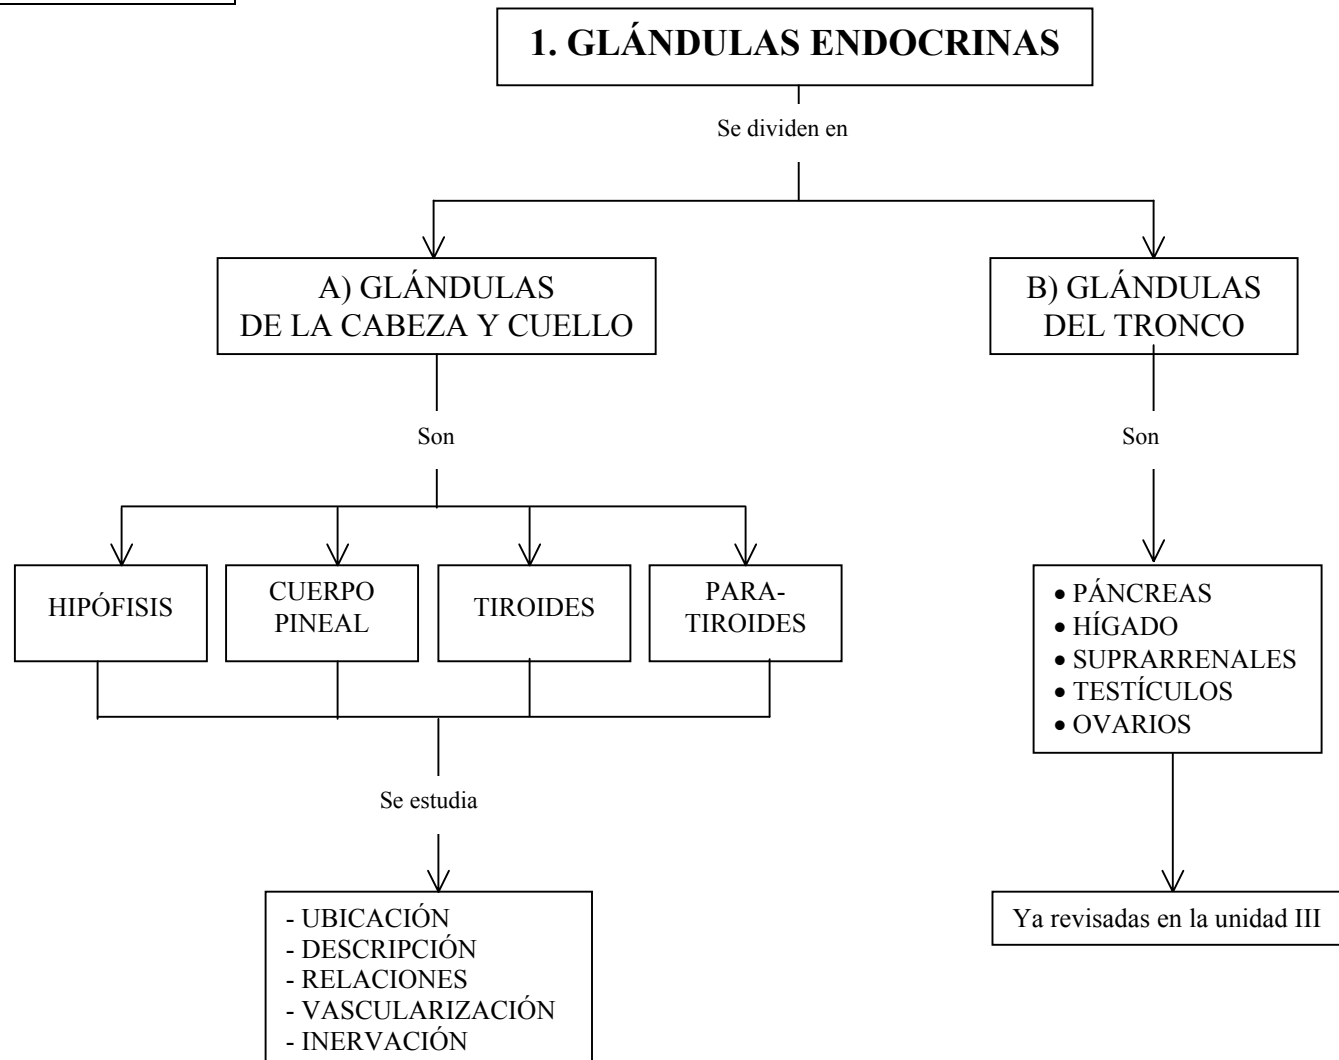 1. GLÁNDULAS ENDOCRINAS
Se dividen en
A) GLÁNDULAS
DE LA CABEZA Y CUELLO
B) GLÁNDULAS
DEL TRONCO
Son
Son
HIPÓFISIS
CUERPO
PINEAL
TIROIDES
PARA-
TIROIDES
• PÁNCREAS
• HÍGADO
• SUPRARRENALES
• TESTÍCULOS
• OVARIOS
Se estudia
- UBICACIÓN
- DESCRIPCIÓN
- RELACIONES
- VASCULARIZACIÓN
- INERVACIÓN
Ya revisadas en la unidad III